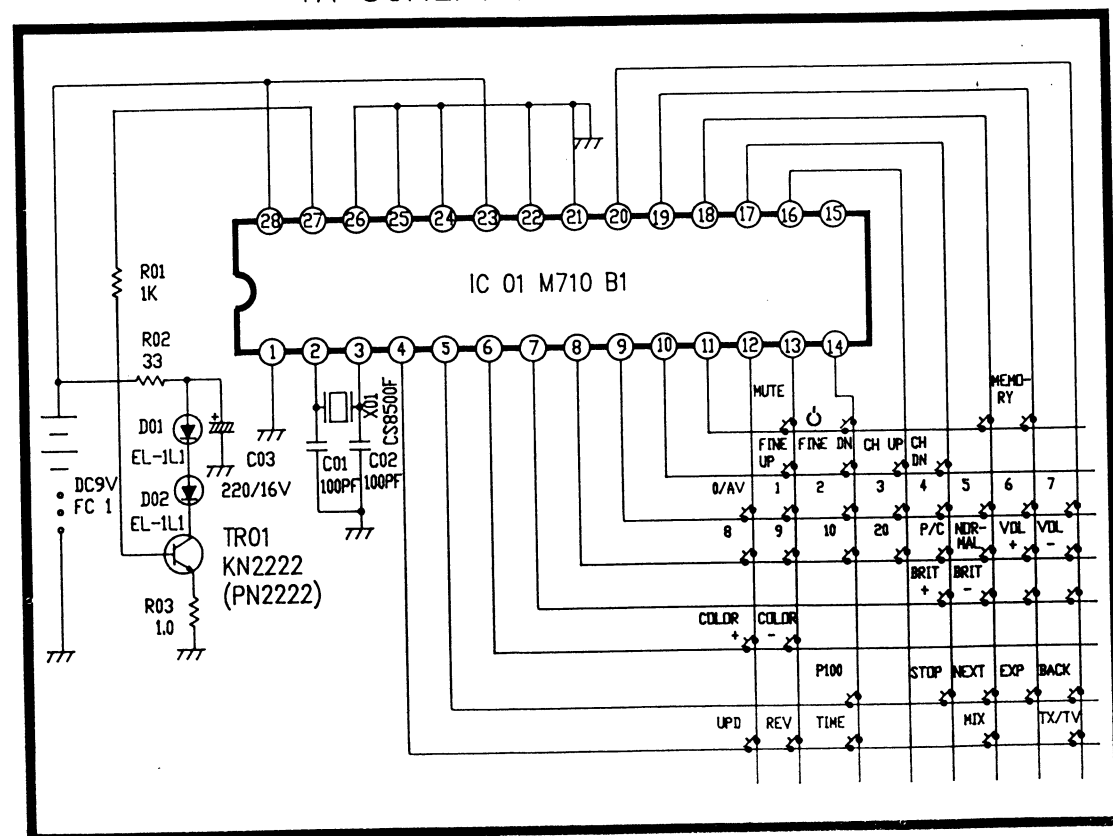 28 27 26 25 24 23 22 21 20 19 18 17 16 15
IC 01 M710 B1
1 2 3 4 5 6 7 8 9 10 11 12 13 14
R01
1K
R02
33
D01
EL-1L1
C03
220/16V
D02
EL-1L1
DC9V
FC 1
TR01
KN2222
(PN2222)
R03
1.0
X01
CS8500F
C01
100PF
C02
100PF
MUTE
MEMO-
RY
FINE
UP
FINE DN
CH UP
CH
DN
0/AV 1 2 3 4 5 6 7
8 9 10 20 P/C NOR-
MAL
VOL
+
VOL
-
BRIT
+
BRIT
-
COLOR
+
COLOR
-
P100 STOP NEXT EXP BACK
UPD REV TIME MIX TX/TV